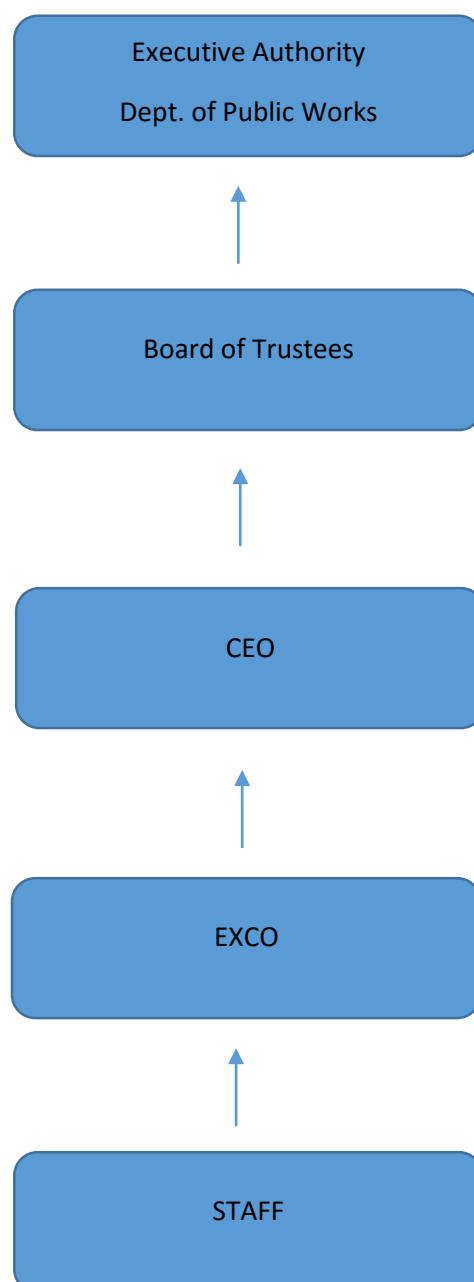 Executive Authority
Dept. of Public Works
Board of Trustees
CEO
EXCO
STAFF